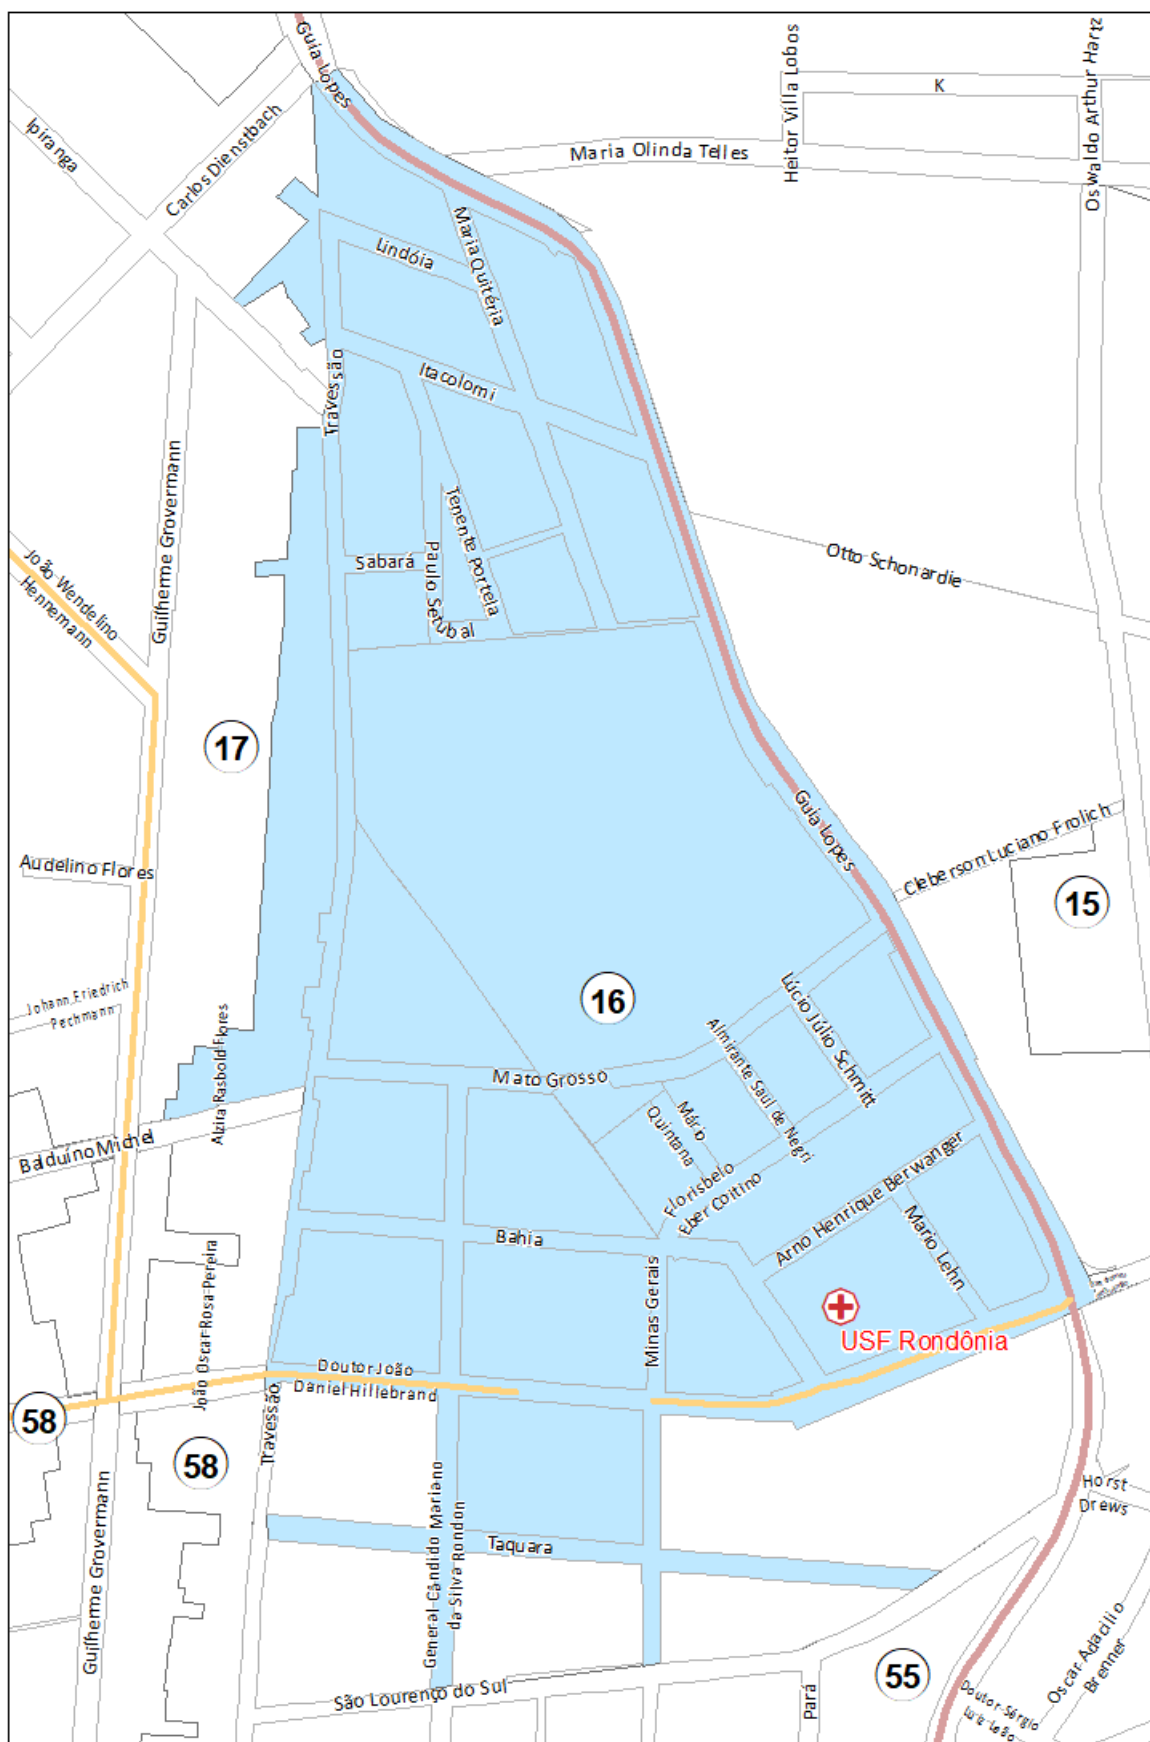 Guia Lopes
Heitor Villa Lobos
Oswaldo Arthur Hartz
K
Ipiranga
Carlos Dienstbach
Maria Olinda Telles
Lindóia
Maria Quitéria
Travessão
Itacolomi
Guilherme Grovermann
Tenente Portela
Sabará
Paulo Setubal
Otto Schonardie
João Wendelino
Hennemann
17
Guia Lopes
Cleberson Luciano Frolich
Audelino Flores
15
16
Lúcio Júlio Schmitt
Johann Friedrich
Pechmann
Alzira Rasbold Flores
Almirante Saul de Negri
Mato Grosso
Mário
Quintana
Balduíno Michel
Florisbelo
Eber Coitino
Arno Henrique Berwanger
Mario Lehn
Bahia
João Oscar Rosa Pereira
Minas Gerais
USF Rondônia
Doutor João
Daniel Hillebrand
58
58
Travessão
General Cândido Mariano
da Silva Rondon
Horst
Drews
Taquara
Guilherme Grovermann
Oscar Adacilio
Brenner
55
São Lourenço do Sul
Pará
Doutor Sérgio
Luiz Leão